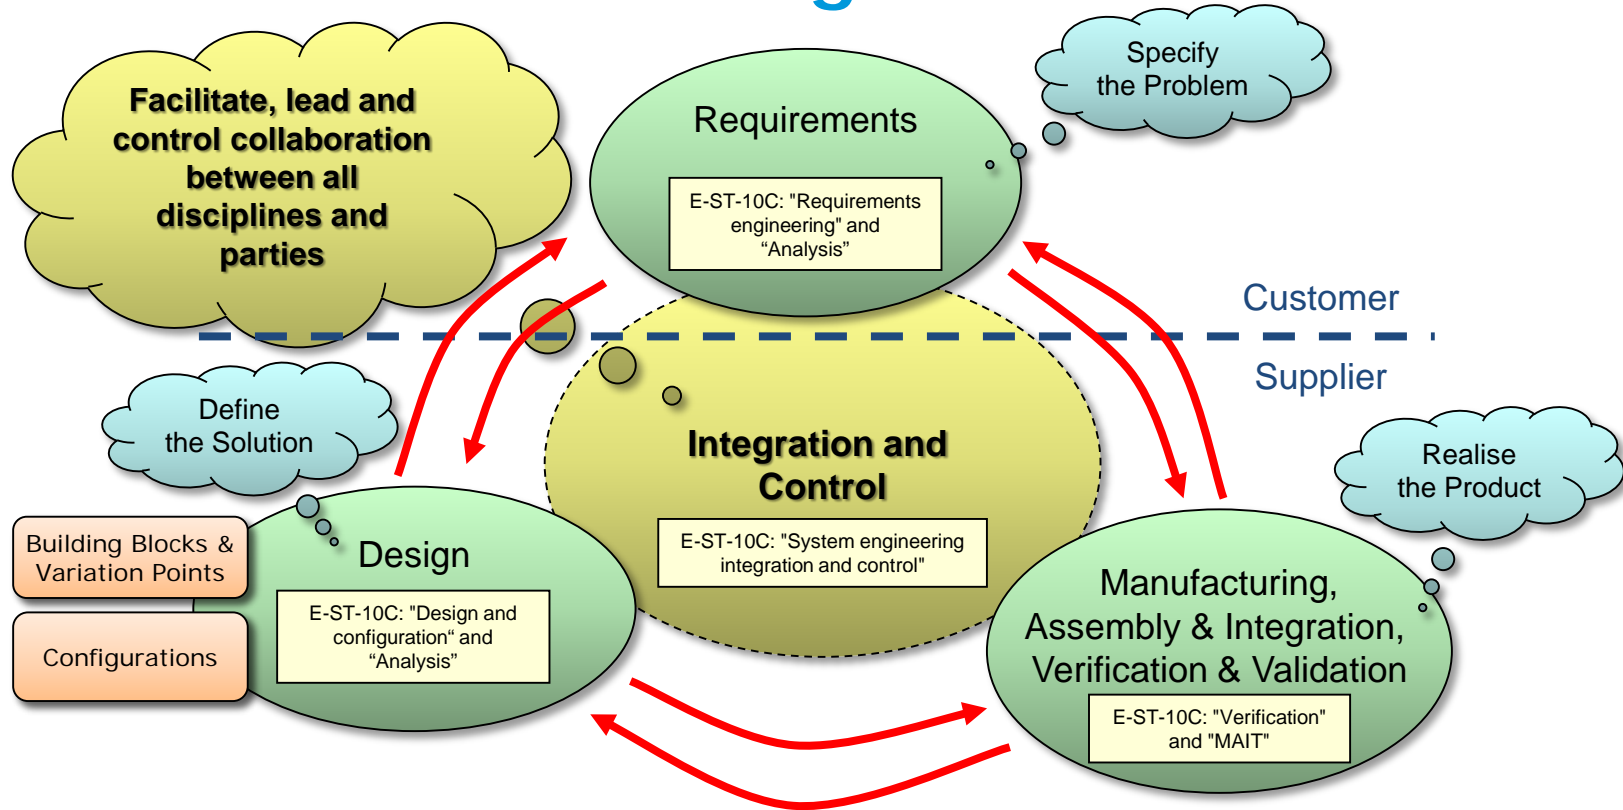 Specify
the Problem
Facilitate, lead and
control collaboration
between all
disciplines and
parties
Requirements
E-ST-10C: "Requirements
engineering" and
“Analysis”
Customer
Supplier
Define
the Solution
Integration and
Control
E-ST-10C: "System engineering
integration and control"
Realise
the Product
Building Blocks &
Variation Points
Configurations
Design
E-ST-10C: "Design and
configuration“ and
“Analysis”
Manufacturing,
Assembly & Integration,
Verification & Validation
E-ST-10C: "Verification"
and "MAIT"